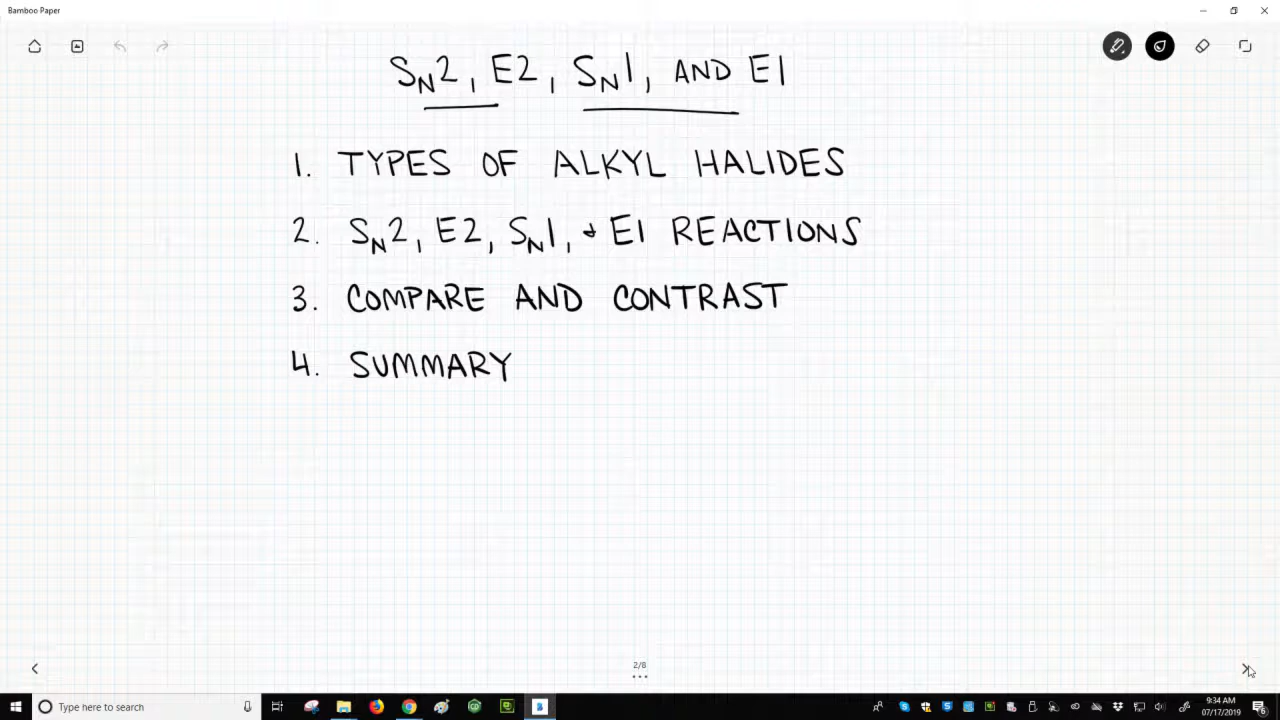 Bamboo Paper
SN2, E2, SN1, AND E1
1. TYPES OF ALKYL HALIDES
2. SN2, E2, SN1, & E1 REACTIONS
3. COMPARE AND CONTRAST
4. SUMMARY
2/8
Type here to search
9:34 AM
07/17/2019
6